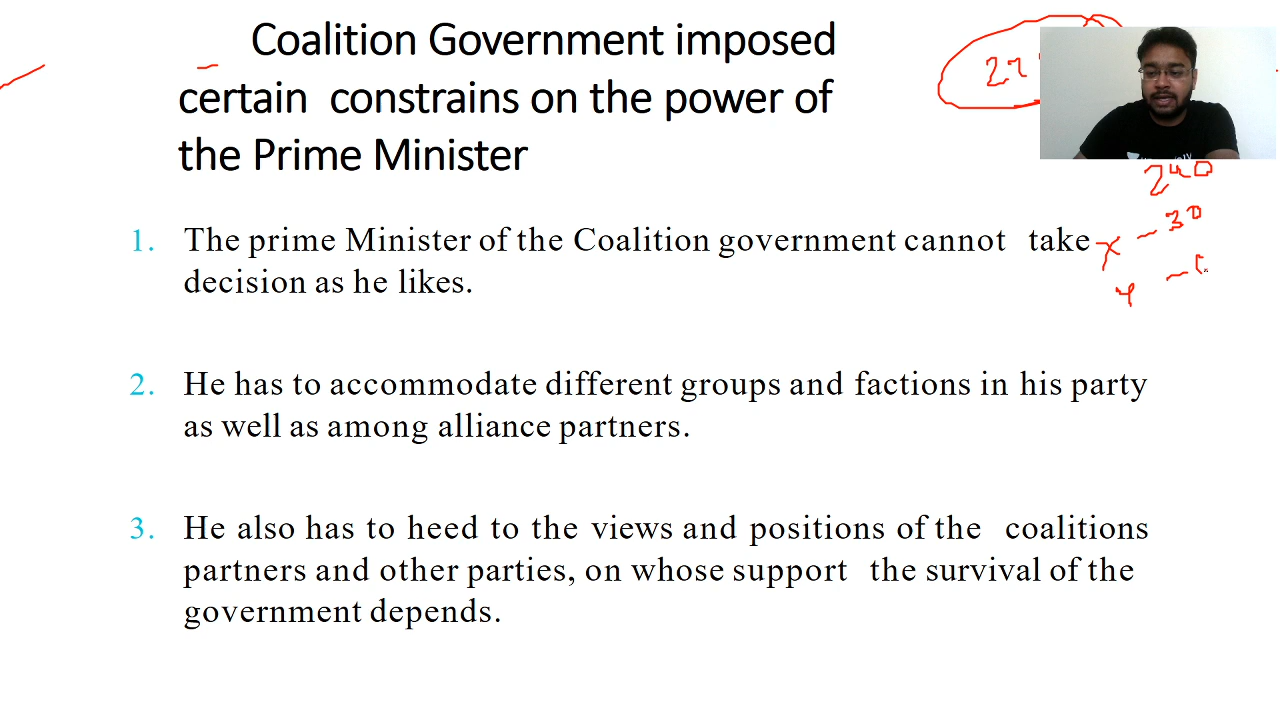 Coalition Government imposed
certain constrains on the power of
the Prime Minister
240
x - 30
y -
1. The prime Minister of the Coalition government cannot take
decision as he likes.
2. He has to accommodate different groups and factions in his party
as well as among alliance partners.
3. He also has to heed to the views and positions of the coalitions
partners and other parties, on whose support the survival of the
government depends.